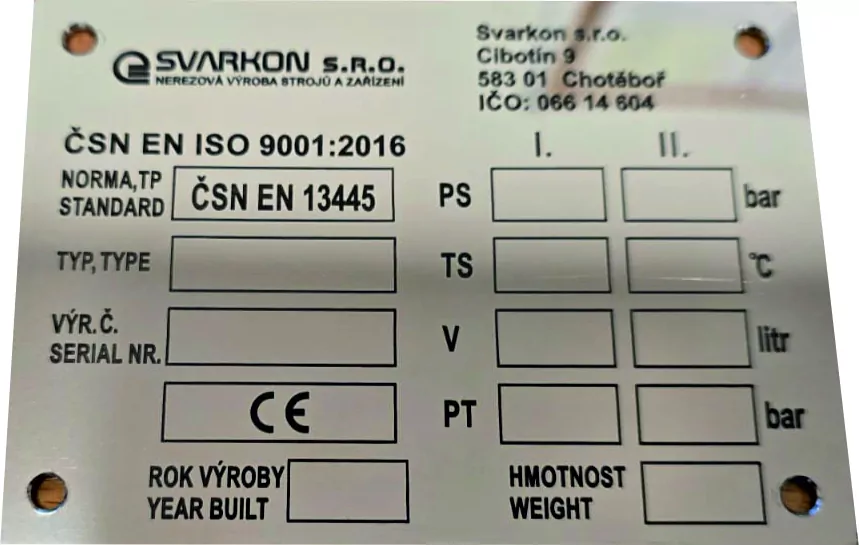 SVARKON S.R.O.
NEREZOVÁ VÝROBA STROJŮ A ZAŘÍZENÍ
Svarkon s.r.o.
Cibotín 9
583 01 Chotěboř
IČO: 066 14 604
ČSN EN ISO 9001:2016
I. II.
NORMA, TP
STANDARD
ČSN EN 13445
PS bar
TYP, TYPE
TS °C
VÝR. Č.
SERIAL NR.
V litr
CE
PT bar
ROK VÝROBY
YEAR BUILT
HMOTNOST
WEIGHT